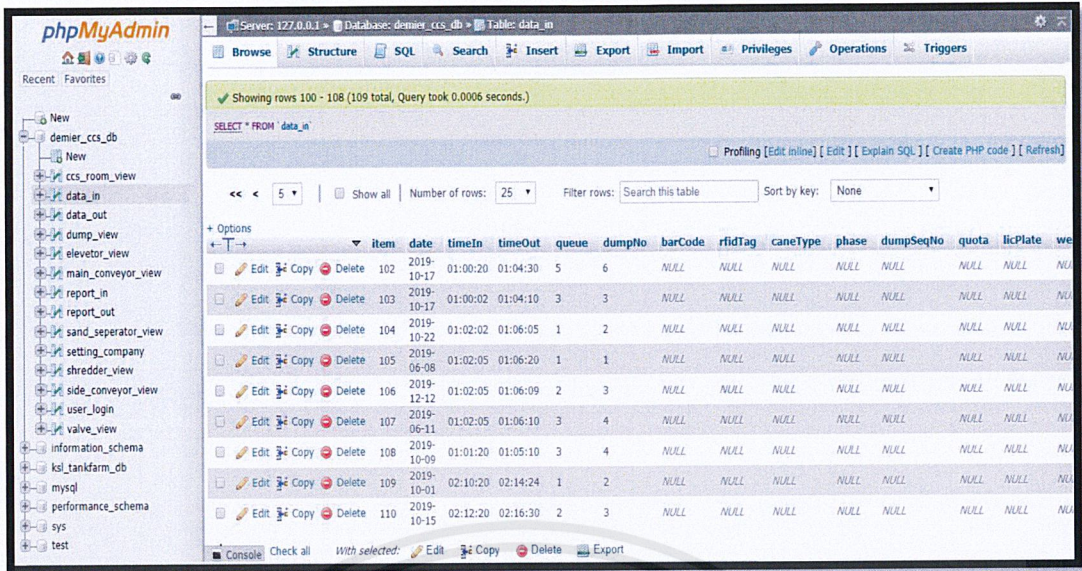 phpMyAdmin
Recent Favorites
New
demier_ccs_db
New
ccs_room_view
data_in
data_out
dump_view
elevetor_view
main_conveyor_view
report_in
report_out
sand_seperator_view
setting_company
shredder_view
side_conveyor_view
user_login
valve_view
information_schema
ksl_tankfarm_db
mysql
performance_schema
sys
test
Server: 127.0.0.1 » Database: demier_ccs_db » Table: data_in
Browse Structure SQL Search Insert Export Import Privileges Operations Triggers
Showing rows 100 - 108 (109 total, Query took 0.0006 seconds.)
SELECT * FROM `data_in`
Profiling [Edit inline] [ Edit ] [ Explain SQL ] [ Create PHP code ] [ Refresh]
<< < 5 Show all Number of rows: 25 Filter rows: Search this table Sort by key: None
+ Options
item date timeIn timeOut queue dumpNo barCode rfidTag caneType phase dumpSeqNo quota licPlate we
Edit Copy Delete 102 2019-10-17 01:00:20 01:04:30 5 6 NULL NULL NULL NULL NULL NULL NULL NU
Edit Copy Delete 103 2019-10-17 01:00:02 01:04:10 3 3 NULL NULL NULL NULL NULL NULL NULL NU
Edit Copy Delete 104 2019-10-22 01:02:02 01:06:05 1 2 NULL NULL NULL NULL NULL NULL NULL NU
Edit Copy Delete 105 2019-06-08 01:02:05 01:06:20 1 1 NULL NULL NULL NULL NULL NULL NULL NU
Edit Copy Delete 106 2019-12-12 01:02:05 01:06:09 2 3 NULL NULL NULL NULL NULL NULL NULL NU
Edit Copy Delete 107 2019-06-11 01:02:05 01:06:10 3 4 NULL NULL NULL NULL NULL NULL NULL NU
Edit Copy Delete 108 2019-10-09 01:01:20 01:05:10 3 4 NULL NULL NULL NULL NULL NULL NULL NU
Edit Copy Delete 109 2019-10-01 02:10:20 02:14:24 1 2 NULL NULL NULL NULL NULL NULL NULL NU
Edit Copy Delete 110 2019-10-15 02:12:20 02:16:30 2 3 NULL NULL NULL NULL NULL NULL NULL NU
Console Check all With selected: Edit Copy Delete Export